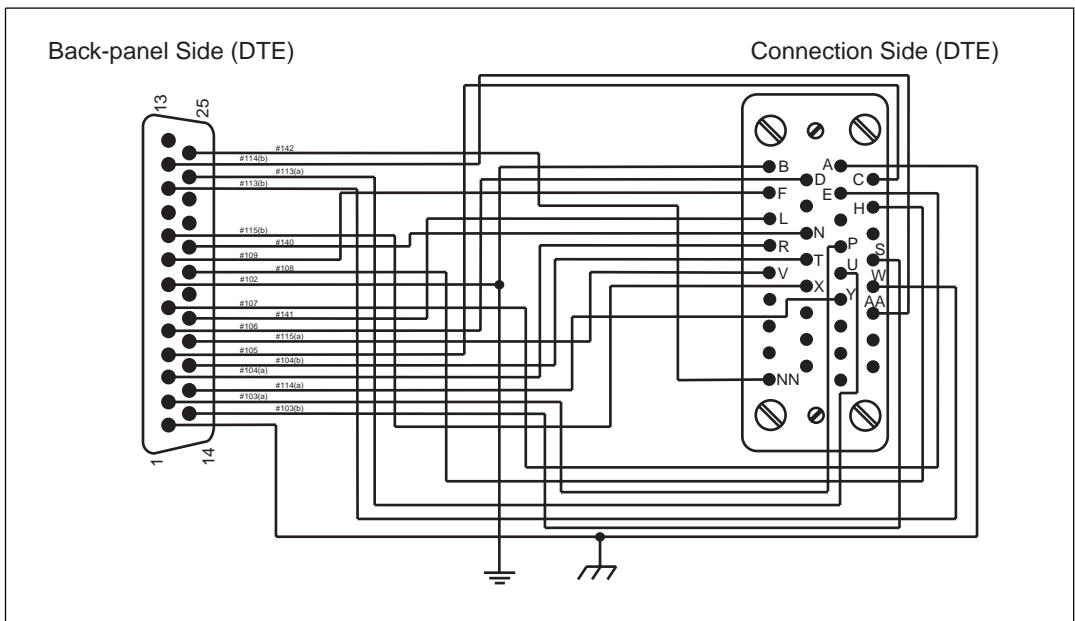 Back-panel Side (DTE)
Connection Side (DTE)
13
25
#142
#114(b)
#113(a)
#113(b)
#115(b)
#140
#109
#108
#102
#107
#141
#106
#115(a)
#105
#104(b)
#104(a)
#114(a)
#103(a)
#103(b)
1
14
B
A
D
C
F
E
H
L
N
P
S
R
T
U
V
W
X
Y
AA
NN